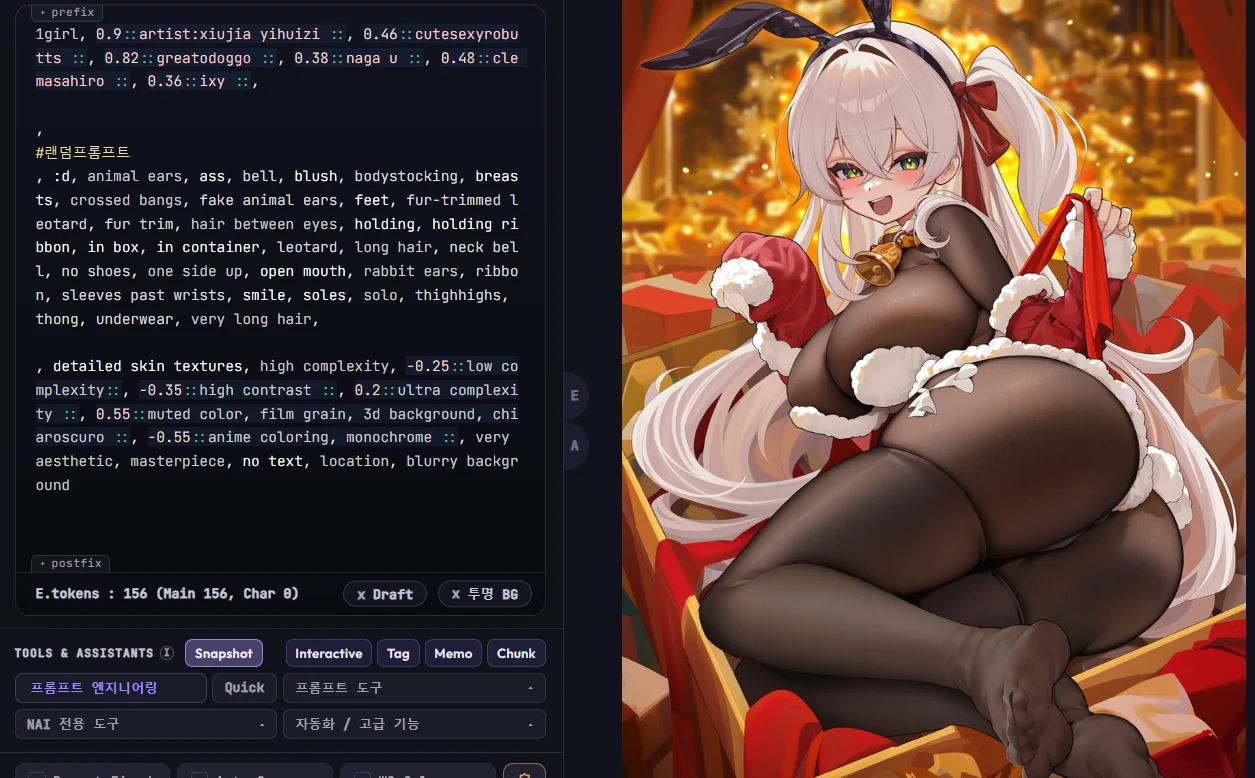 ▸ prefix
1girl, 0.9::artist:xiujia yihuizi ::, 0.46::cutesexyrobu
tts ::, 0.82::greatodoggo ::, 0.38::naga u ::, 0.48::cle
masahiro ::, 0.36::ixy ::,
,
#랜덤프롬프트
, :d, animal ears, ass, bell, blush, bodystocking, breas
ts, crossed bangs, fake animal ears, feet, fur-trimmed l
eotard, fur trim, hair between eyes, holding, holding ri
bbon, in box, in container, leotard, long hair, neck bel
l, no shoes, one side up, open mouth, rabbit ears, ribbo
n, sleeves past wrists, smile, soles, solo, thighhighs,
thong, underwear, very long hair,
, detailed skin textures, high complexity, -0.25::low co
mplexity::, -0.35::high contrast ::, 0.2::ultra complexi
ty ::, 0.55::muted color, film grain, 3d background, chi
aroscuro ::, -0.55::anime coloring, monochrome ::, very
aesthetic, masterpiece, no text, location, blurry backgr
ound
▸ postfix
E.tokens : 156 (Main 156, Char 0)
x Draft
x 투명 BG
E
A
TOOLS & ASSISTANTS
Snapshot
Interactive
Tag
Memo
Chunk
프롬프트 엔지니어링
Quick
프롬프트 도구
NAI 전용 도구
자동화 / 고급 기능